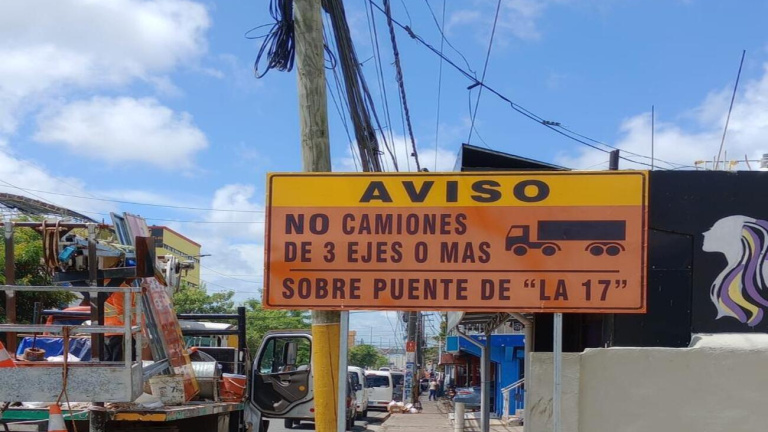 AVISO
NO CAMIONES
DE 3 EJES O MAS
SOBRE PUENTE DE “LA 17”